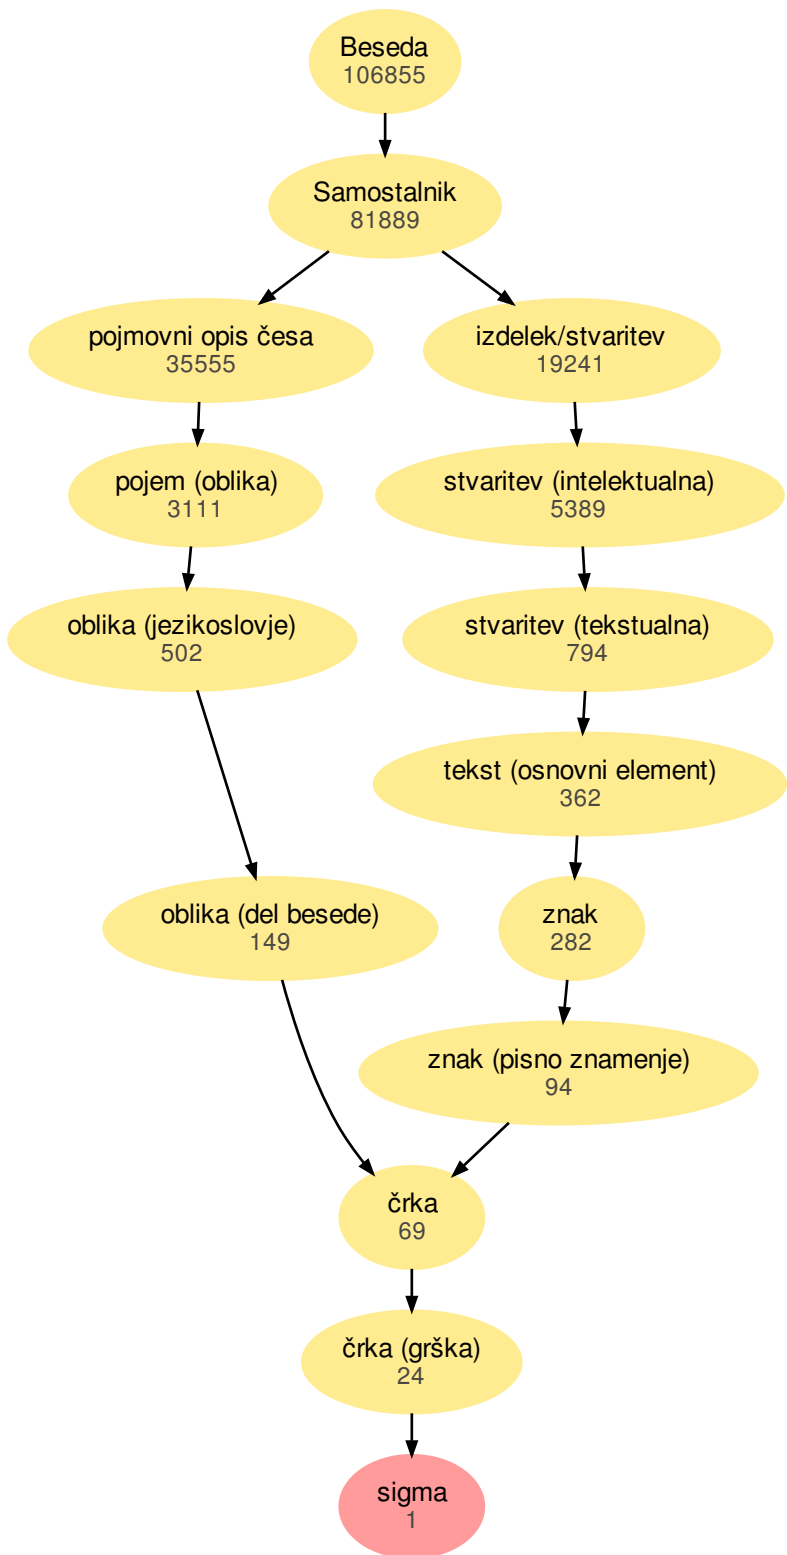 Beseda
106855
Samostalnik
81889
pojmovni opis česa
35555
izdelek/stvaritev
19241
pojem (oblika)
3111
stvaritev (intelektualna)
5389
oblika (jezikoslovje)
502
stvaritev (tekstualna)
794
tekst (osnovni element)
362
oblika (del besede)
149
znak
282
znak (pisno znamenje)
94
črka
69
črka (grška)
24
sigma
1